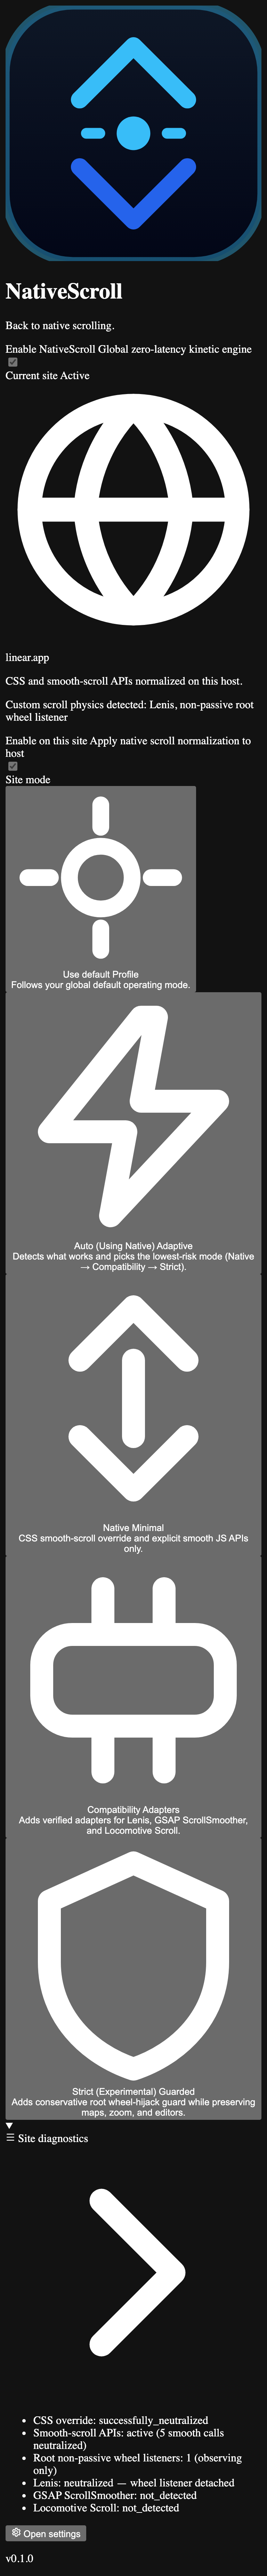 NativeScroll
Back to native scrolling.
Enable NativeScroll Global zero-latency kinetic engine
Current site Active
linear.app
CSS and smooth-scroll APIs normalized on this host.
Custom scroll physics detected: Lenis, non-passive root
wheel listener
Enable on this site Apply native scroll normalization to
host
Site mode
Use default Profile
Follows your global default operating mode.
Auto (Using Native) Adaptive
Detects what works and picks the lowest-risk mode (Native
→ Compatibility → Strict).
Native Minimal
CSS smooth-scroll override and explicit smooth JS APIs
only.
Compatibility Adapters
Adds verified adapters for Lenis, GSAP ScrollSmoother,
and Locomotive Scroll.
Strict (Experimental) Guarded
Adds conservative root wheel-hijack guard while preserving
maps, zoom, and editors.
Site diagnostics
CSS override: successfully_neutralized
Smooth-scroll APIs: active (5 smooth calls
neutralized)
Root non-passive wheel listeners: 1 (observing
only)
Lenis: neutralized — wheel listener detached
GSAP ScrollSmoother: not_detected
Locomotive Scroll: not_detected
Open settings
v0.1.0